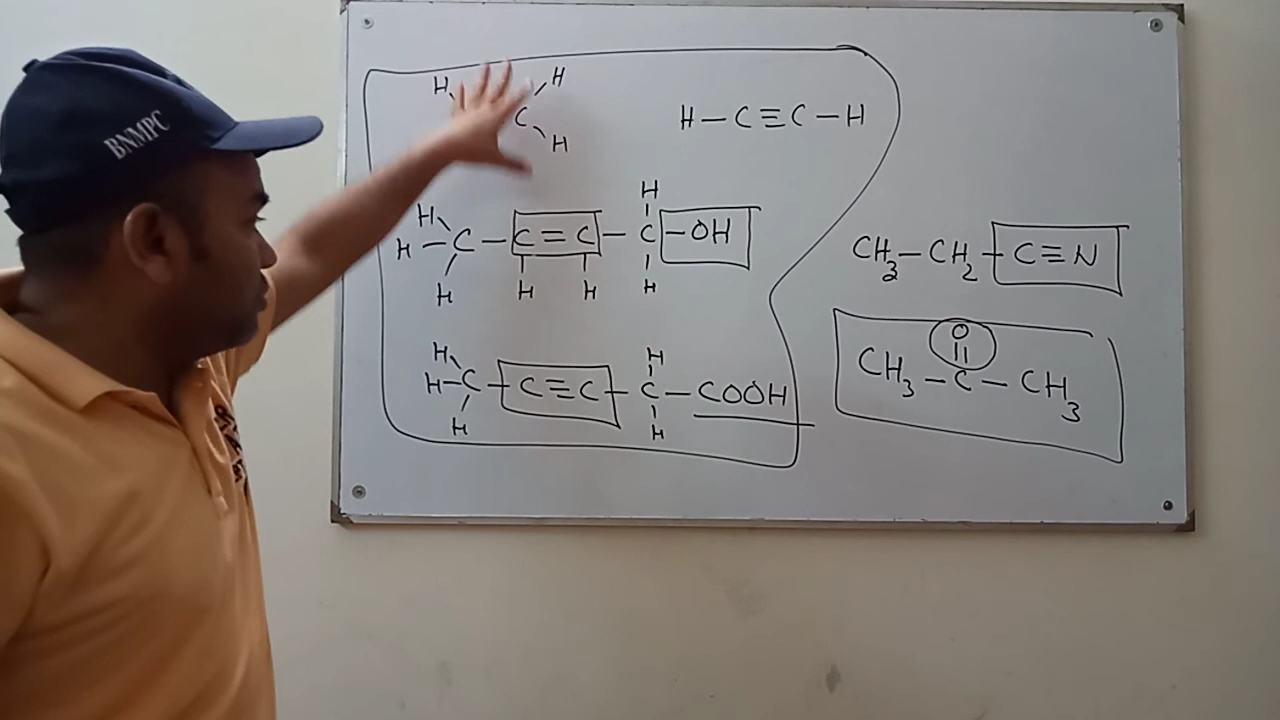 BNMPC
H H
C
H
H—C≡C—H
H
H
H—C—C=C—C—OH
H H H H
CH3—CH2—C≡N
O
CH3—C—CH3
H H
H—C—C≡C—C—COOH
H H